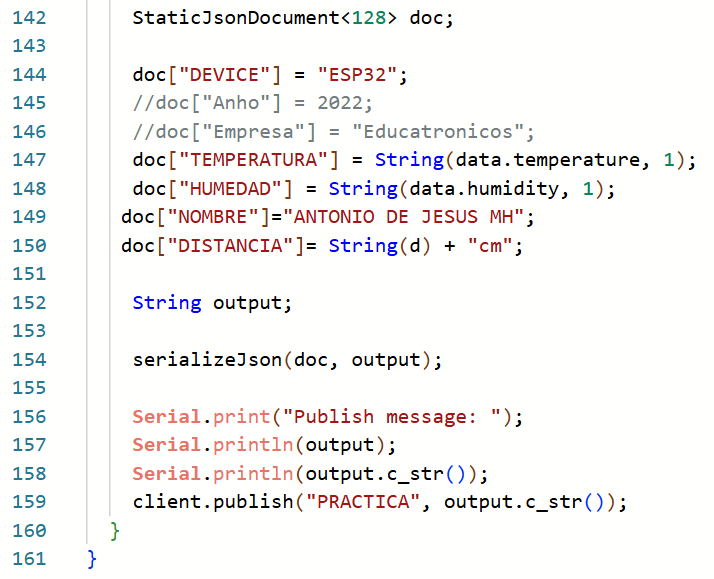 142 StaticJsonDocument<128> doc;
143
144 doc["DEVICE"] = "ESP32";
145 //doc["Anho"] = 2022;
146 //doc["Empresa"] = "Educatronicos";
147 doc["TEMPERATURA"] = String(data.temperature, 1);
148 doc["HUMEDAD"] = String(data.humidity, 1);
149 doc["NOMBRE"]="ANTONIO DE JESUS MH";
150 doc["DISTANCIA"]= String(d) + "cm";
151
152 String output;
153
154 serializeJson(doc, output);
155
156 Serial.print("Publish message: ");
157 Serial.println(output);
158 Serial.println(output.c_str());
159 client.publish("PRACTICA", output.c_str());
160 }
161 }